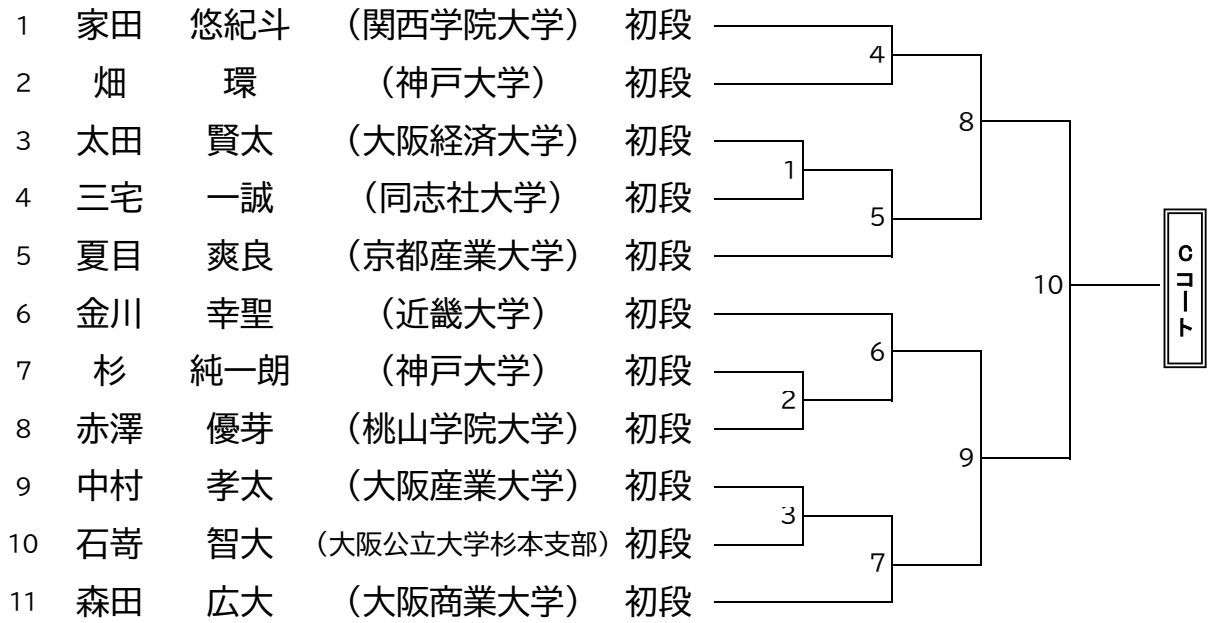 1 家田 悠紀斗 （関西学院大学） 初段
2 畑 環 （神戸大学） 初段
3 太田 賢太 （大阪経済大学） 初段
4 三宅 一誠 （同志社大学） 初段
5 夏目 爽良 （京都産業大学） 初段
6 金川 幸聖 （近畿大学） 初段
7 杉 純一朗 （神戸大学） 初段
8 赤澤 優芽 （桃山学院大学） 初段
9 中村 孝太 （大阪産業大学） 初段
10 石嵜 智大 （大阪公立大学杉本支部） 初段
11 森田 広大 （大阪商業大学） 初段
1
2
3
4
5
6
7
8
9
10
Cコート